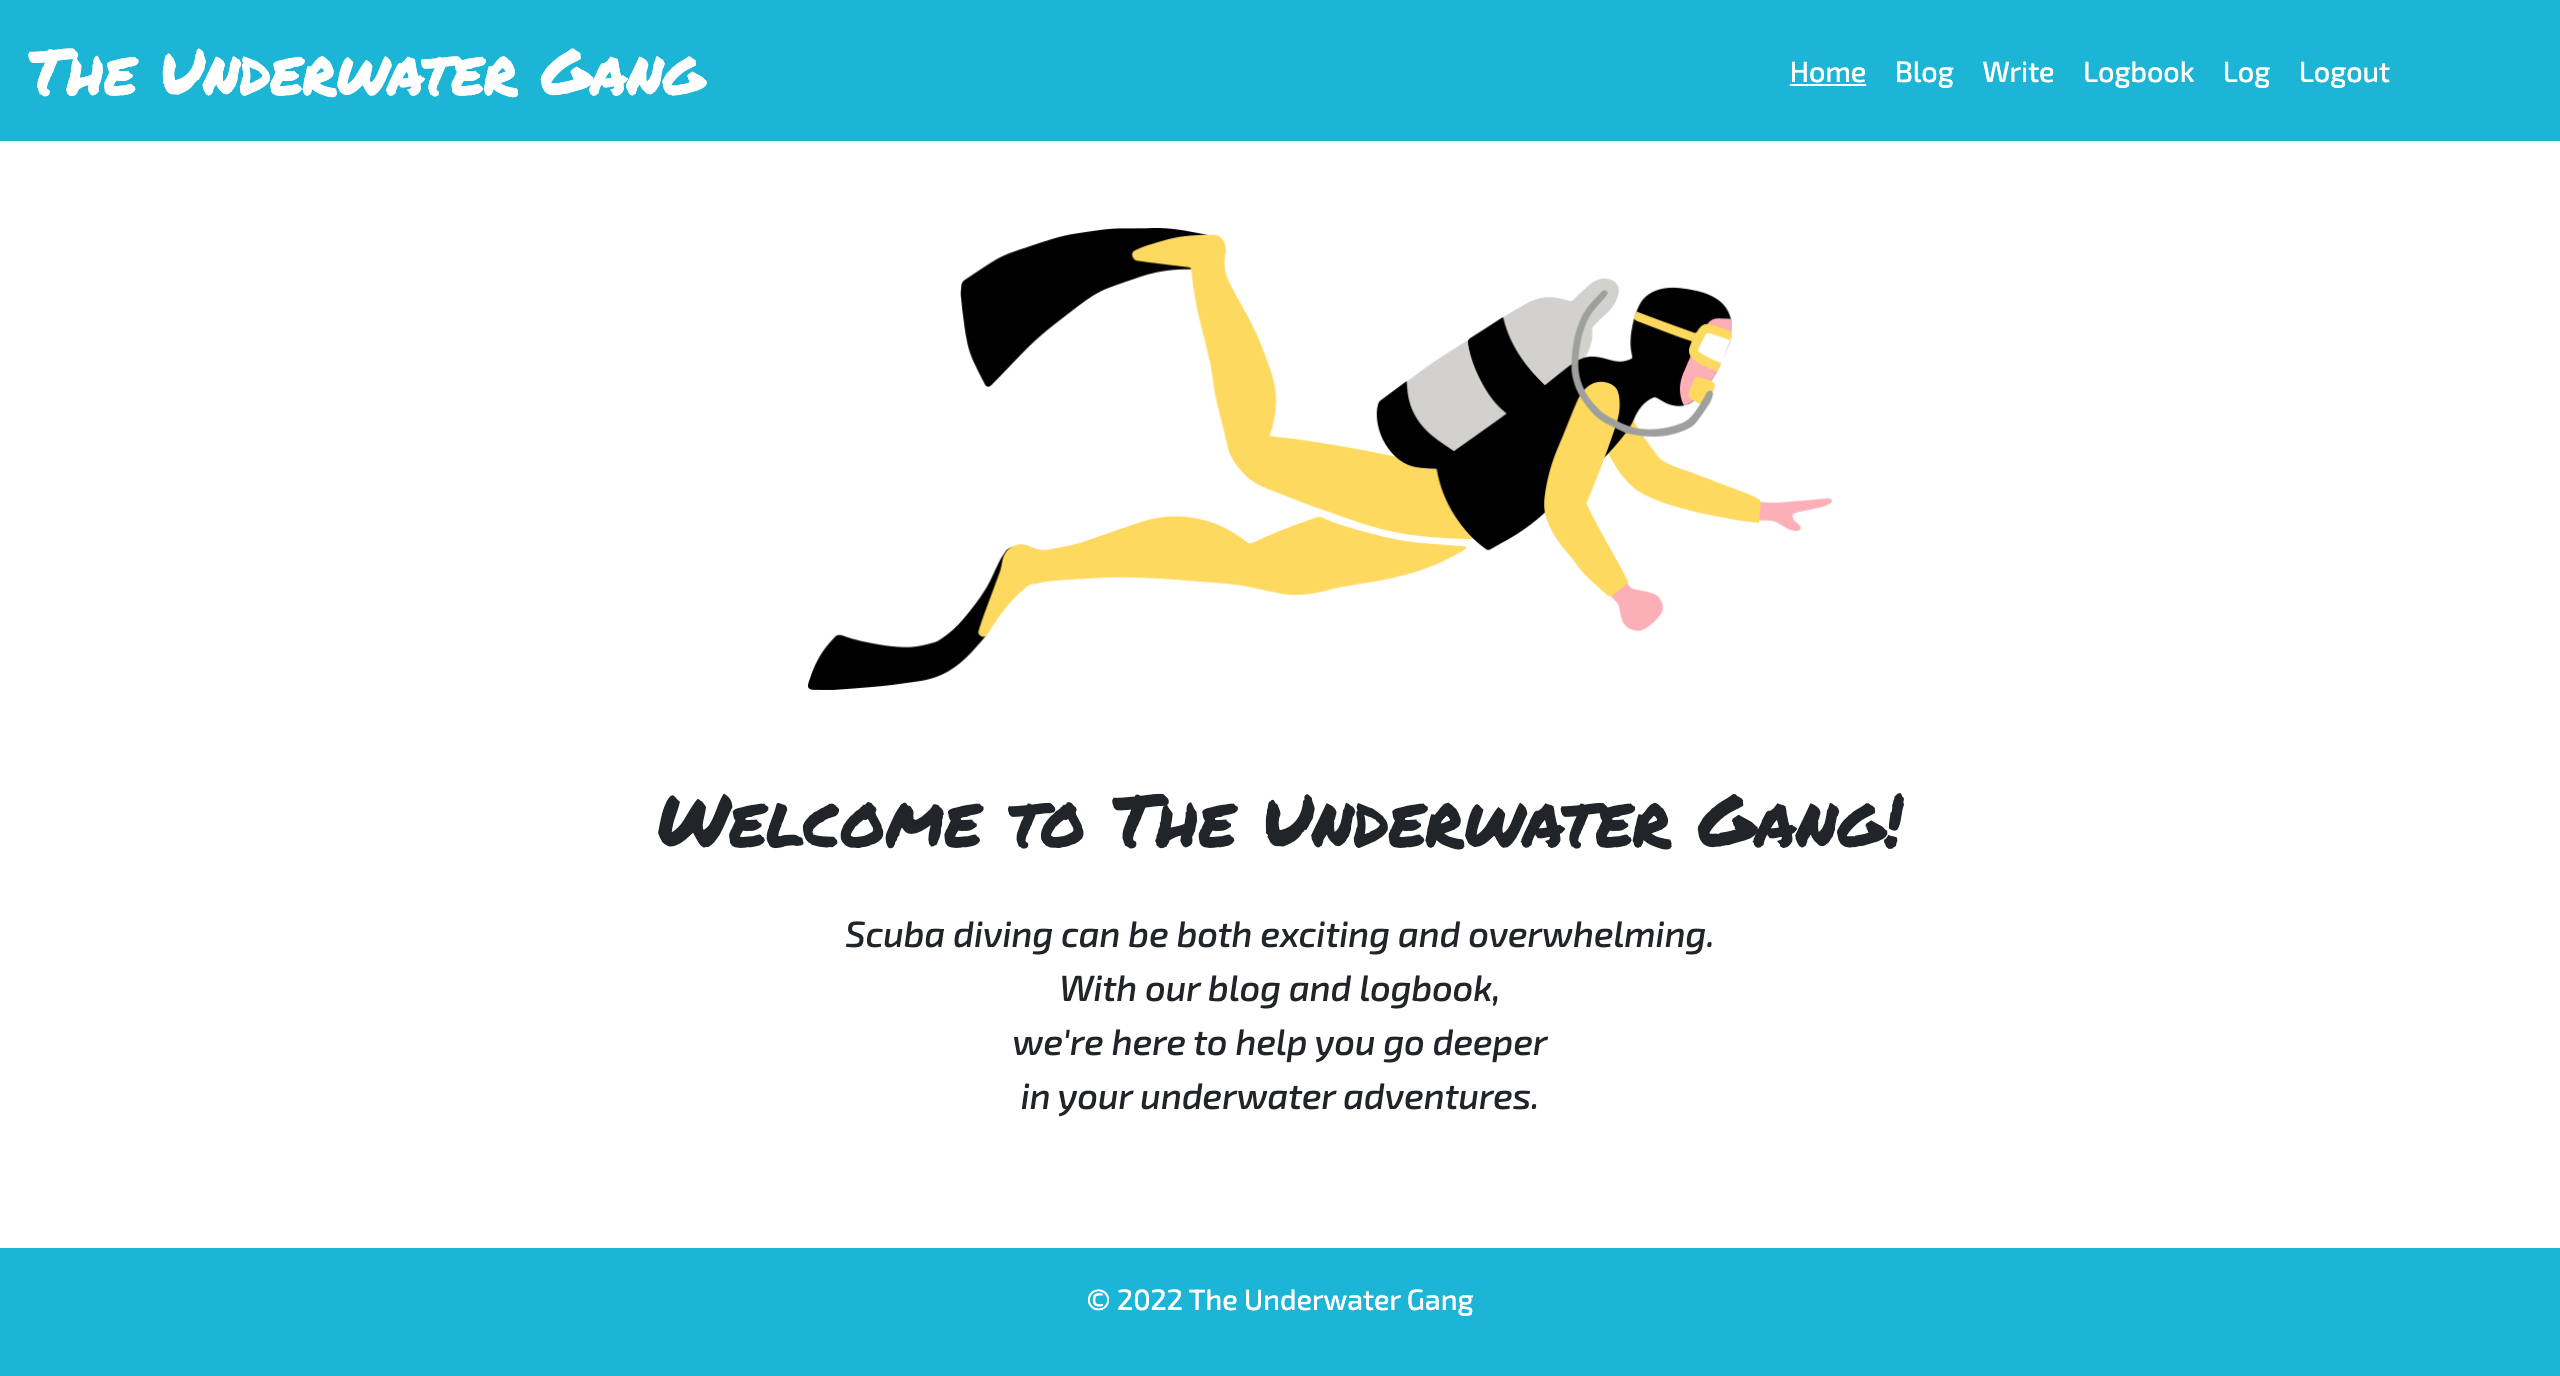 The Underwater Gang
Home Blog Write Logbook Log Logout
Welcome to The Underwater Gang!
Scuba diving can be both exciting and overwhelming.
With our blog and logbook,
we're here to help you go deeper
in your underwater adventures.
© 2022 The Underwater Gang